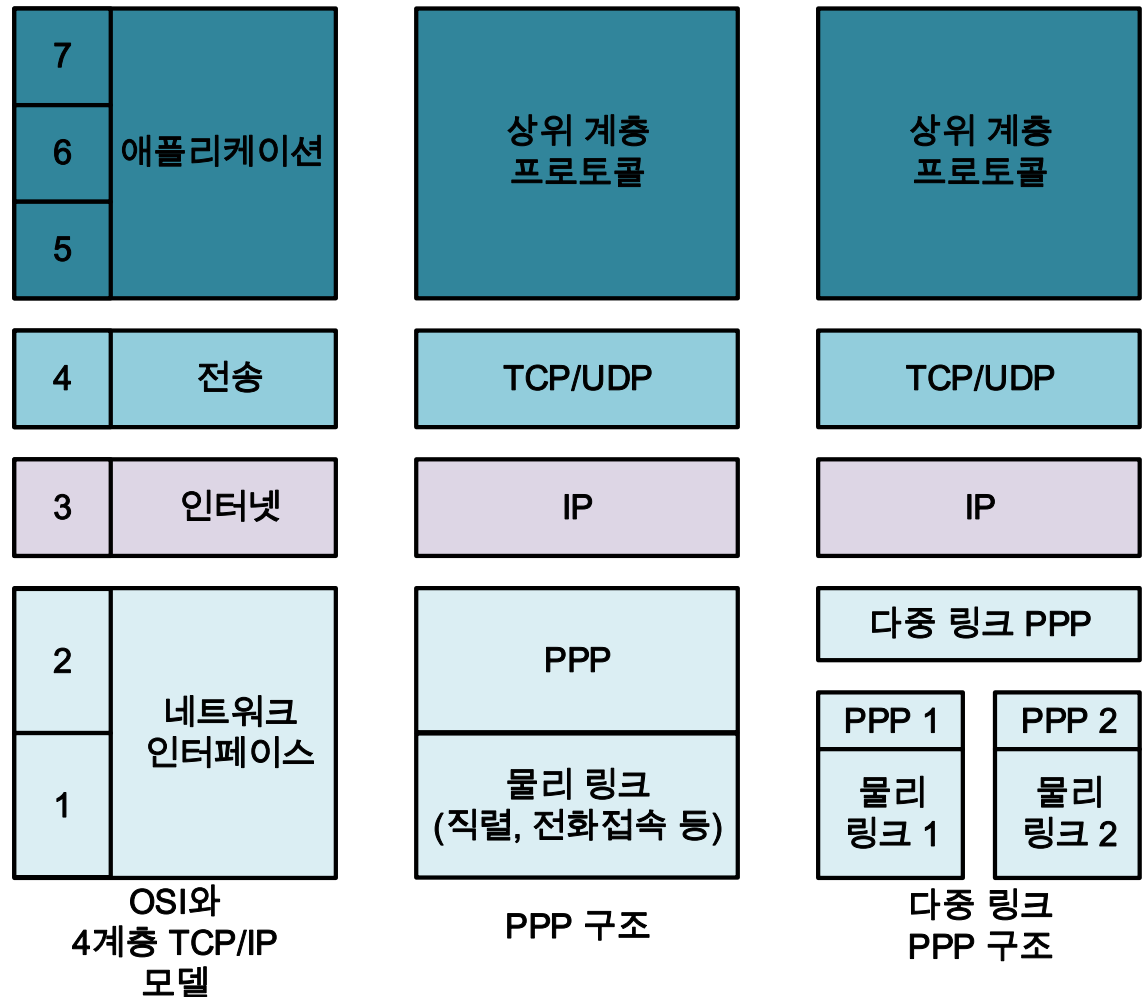 7
6
5
애플리케이션
상위 계층
프로토콜
상위 계층
프로토콜
4
전송
TCP/UDP
TCP/UDP
3
인터넷
IP
IP
2
1
네트워크
인터페이스
PPP
물리 링크
(직렬, 전화접속 등)
다중 링크 PPP
PPP 1
PPP 2
물리
링크 1
물리
링크 2
OSI와
4계층 TCP/IP
모델
PPP 구조
다중 링크
PPP 구조